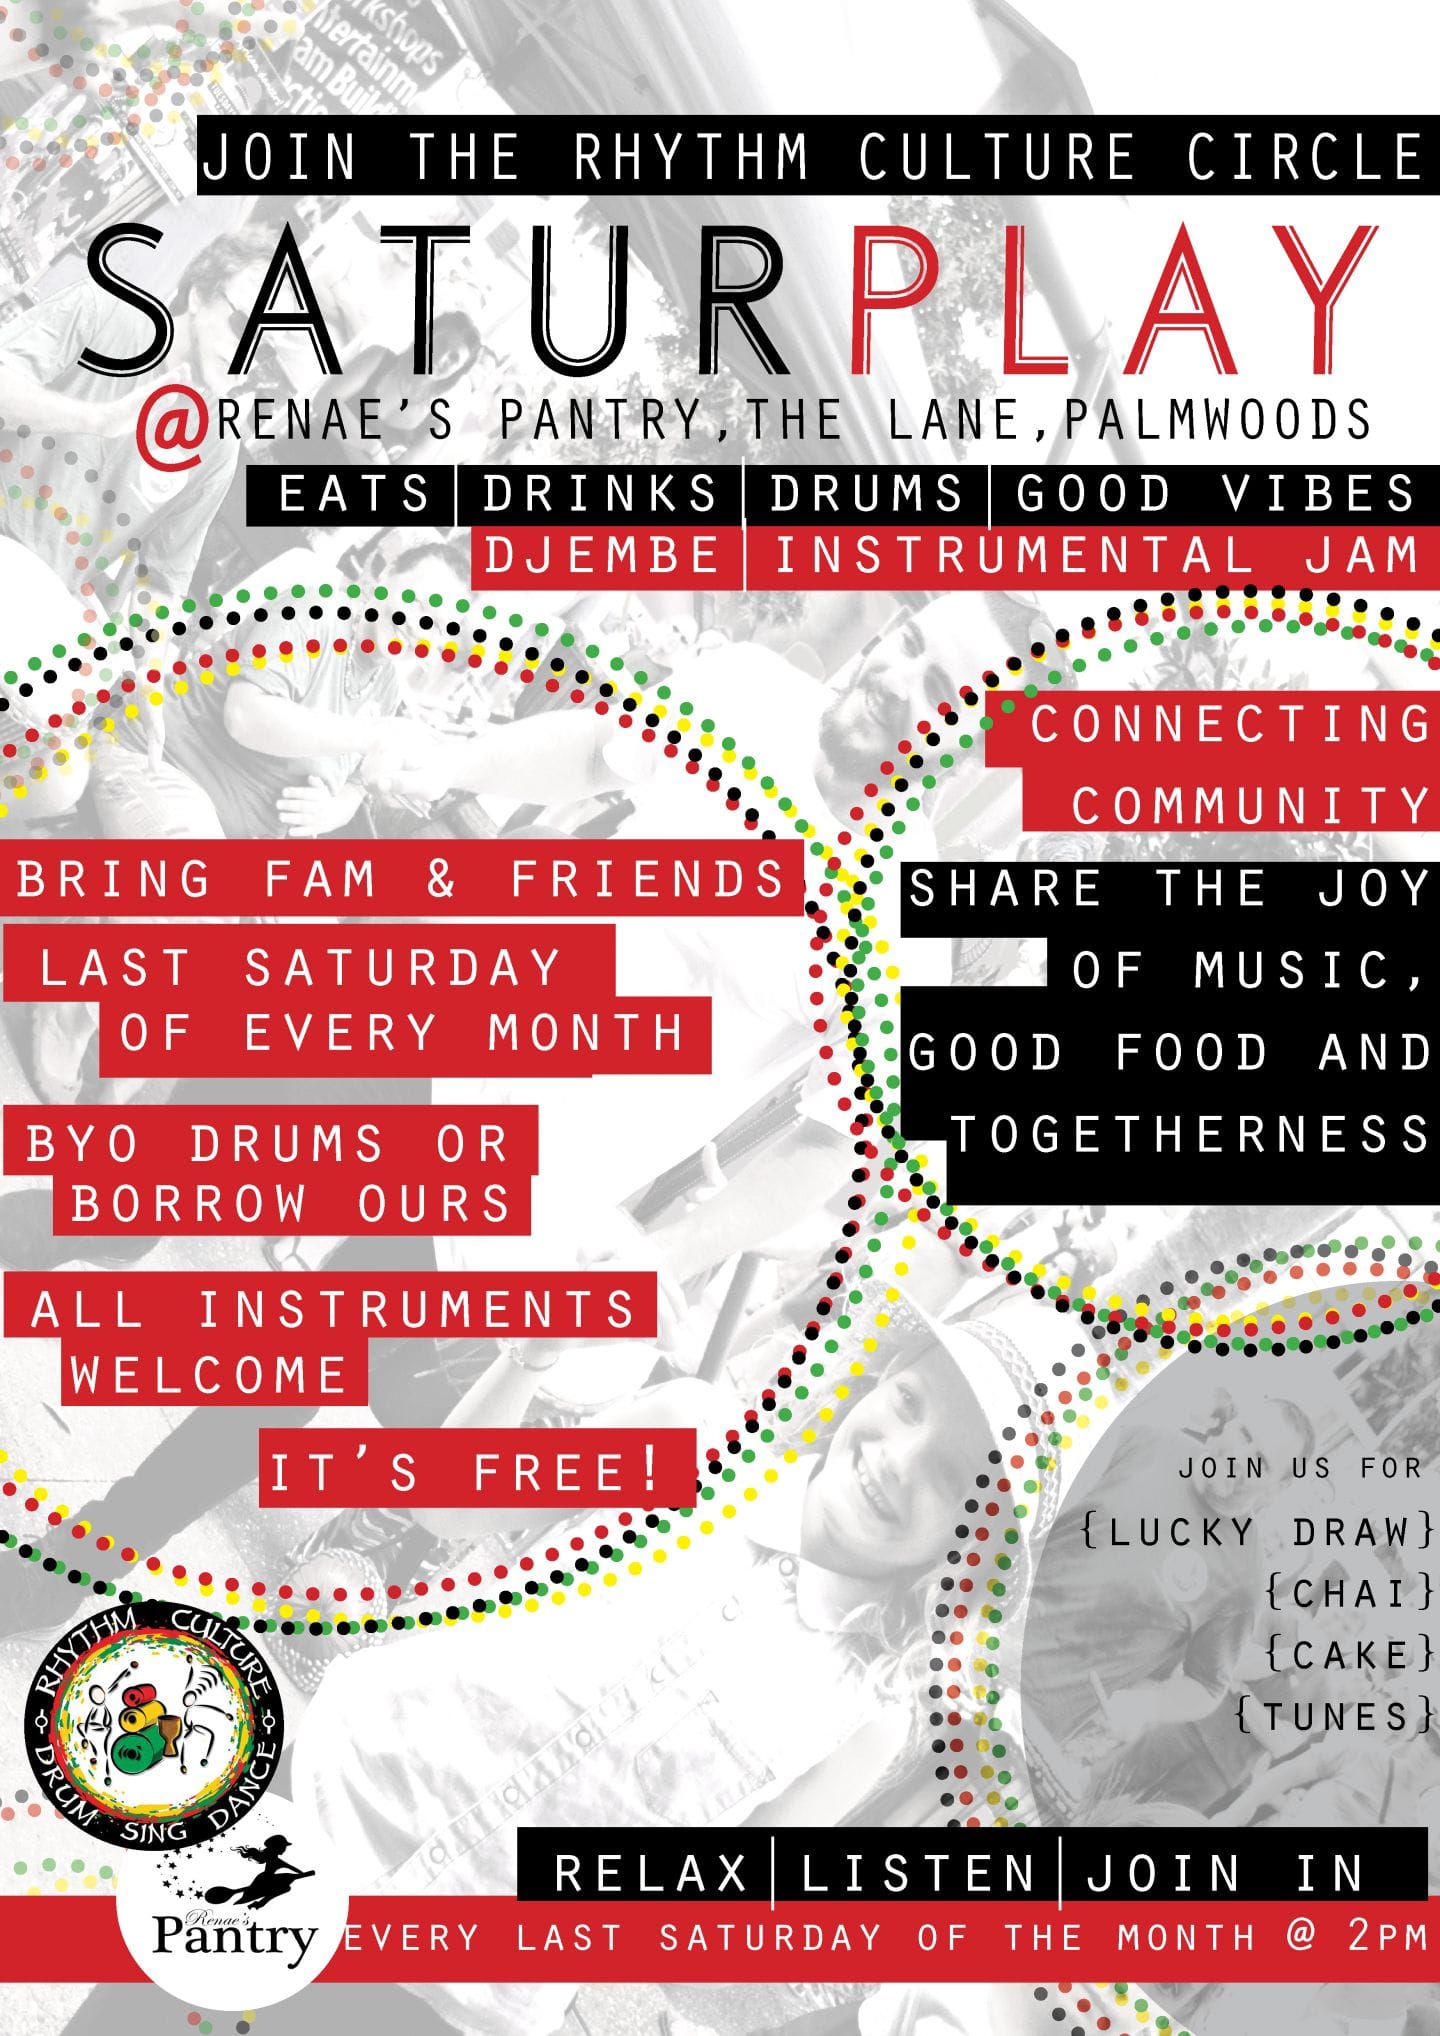 JOIN THE RHYTHM CULTURE CIRCLE
SATURPLAY
@RENAE'S PANTRY, THE LANE, PALMWOODS
EATS|DRINKS|DRUMS|GOOD VIBES
DJEMBE|INSTRUMENTAL JAM
CONNECTING
COMMUNITY
BRING FAM & FRIENDS
LAST SATURDAY
OF EVERY MONTH
BYO DRUMS OR
BORROW OURS
ALL INSTRUMENTS
WELCOME
IT'S FREE!
SHARE THE JOY
OF MUSIC,
GOOD FOOD AND
TOGETHERNESS
JOIN US FOR
{LUCKY DRAW}
{CHAI}
{CAKE}
{TUNES}
RHYTHM CULTURE
DRUM SING DANCE
Renae's
Pantry
RELAX|LISTEN|JOIN IN
EVERY LAST SATURDAY OF THE MONTH @ 2PM